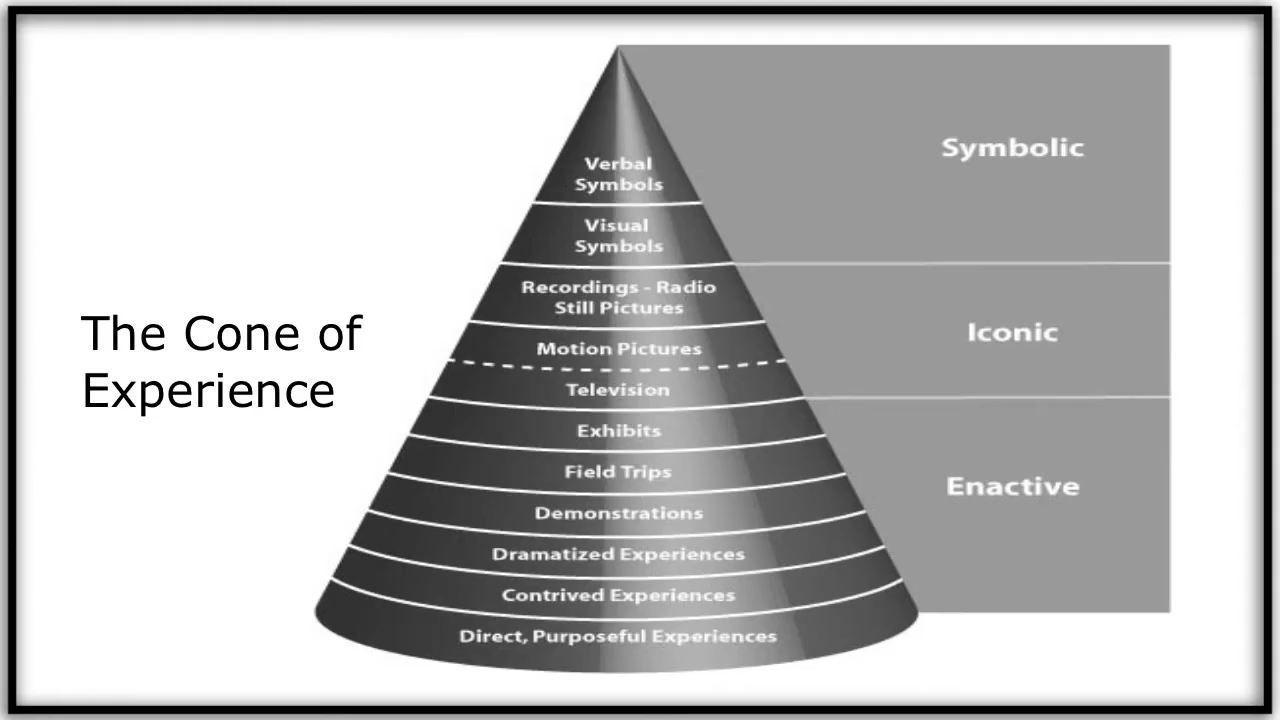 The Cone of
Experience
Verbal
Symbols
Visual
Symbols
Recordings - Radio
Still Pictures
Motion Pictures
Television
Exhibits
Field Trips
Demonstrations
Dramatized Experiences
Contrived Experiences
Direct, Purposeful Experiences
Symbolic
Iconic
Enactive